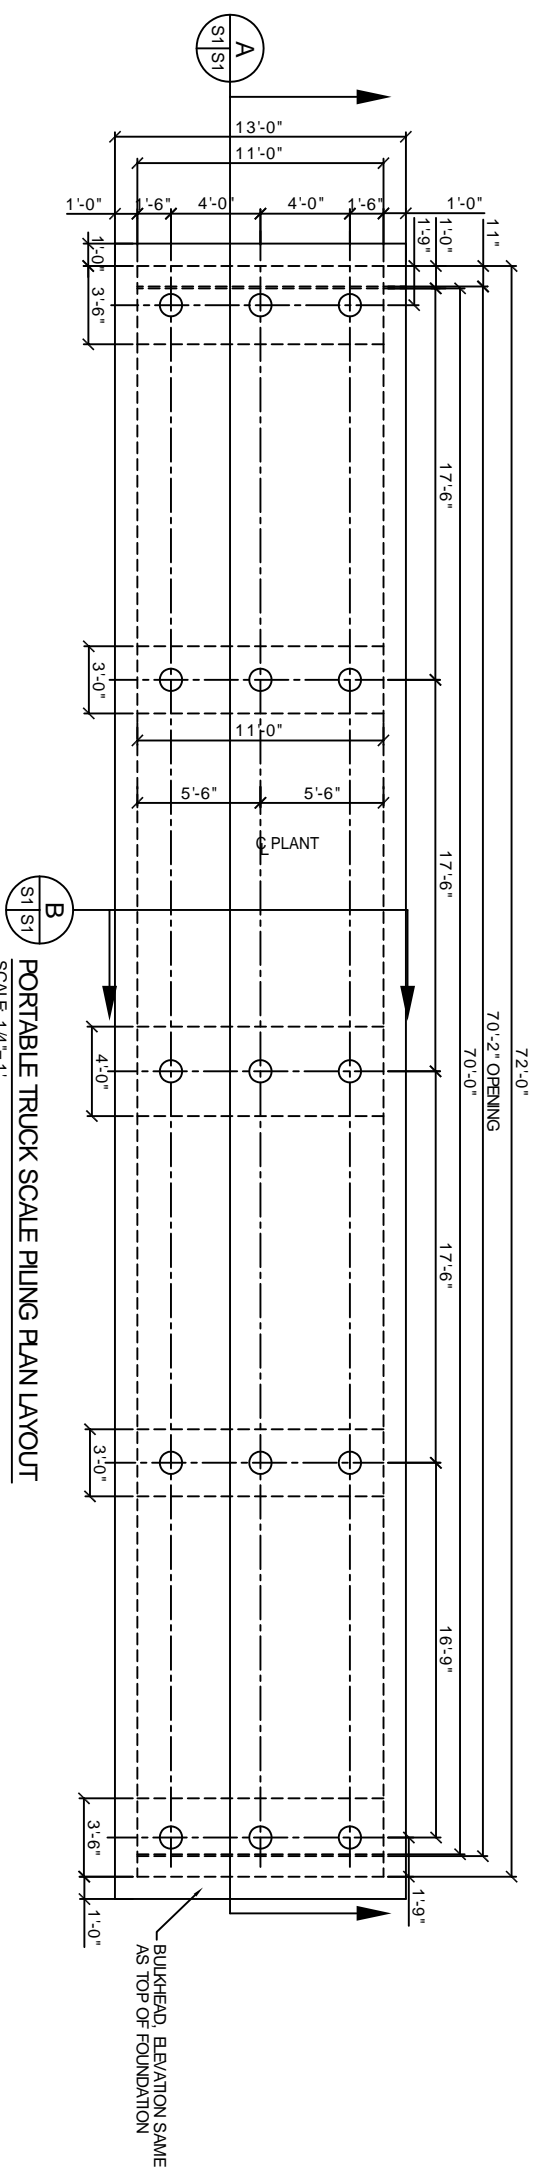 A
S1 S1
13'-0"
11'-0"
1'-0"
1'-6"
4'-0"
4'-0"
1'-6"
1'-0"
1'-0"
3'-6"
1'-9"
1'-0"
11"
17'-6"
3'-0"
11'-0"
5'-6"
5'-6"
℄ PLANT
17'-6"
72'-0"
70'-2" OPENING
70'-0"
B
S1 S1
4'-0"
17'-6"
3'-0"
16'-9"
3'-6"
1'-0"
1'-9"
BULKHEAD, ELEVATION SAME
AS TOP OF FOUNDATION
PORTABLE TRUCK SCALE PILING PLAN LAYOUT
SCALE: 1/4"= 1'